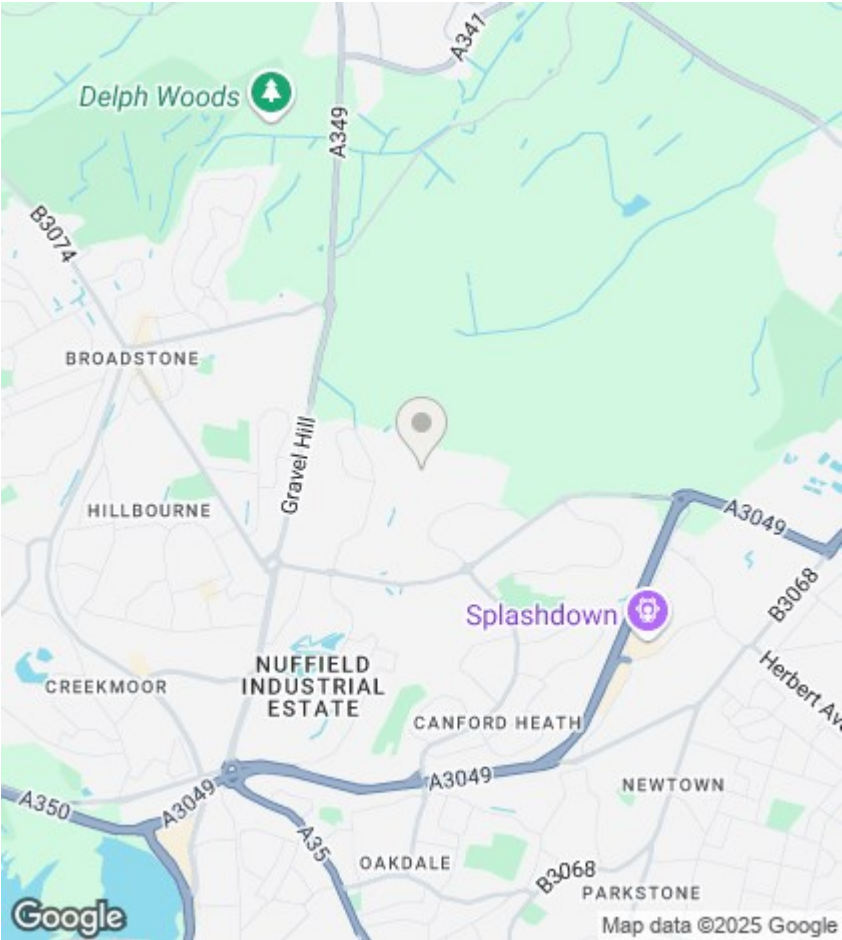 A341
Delph Woods
A349
B3074
BROADSTONE
Gravel Hill
HILLBOURNE
A3049
B3068
Splashdown
Herbert Ave
NUFFIELD
INDUSTRIAL
ESTATE
CREEKMOOR
CANFORD HEATH
A3049
NEWTOWN
A350
A3049
A35
OAKDALE
B3068
PARKSTONE
Google
Map data ©2025 Google